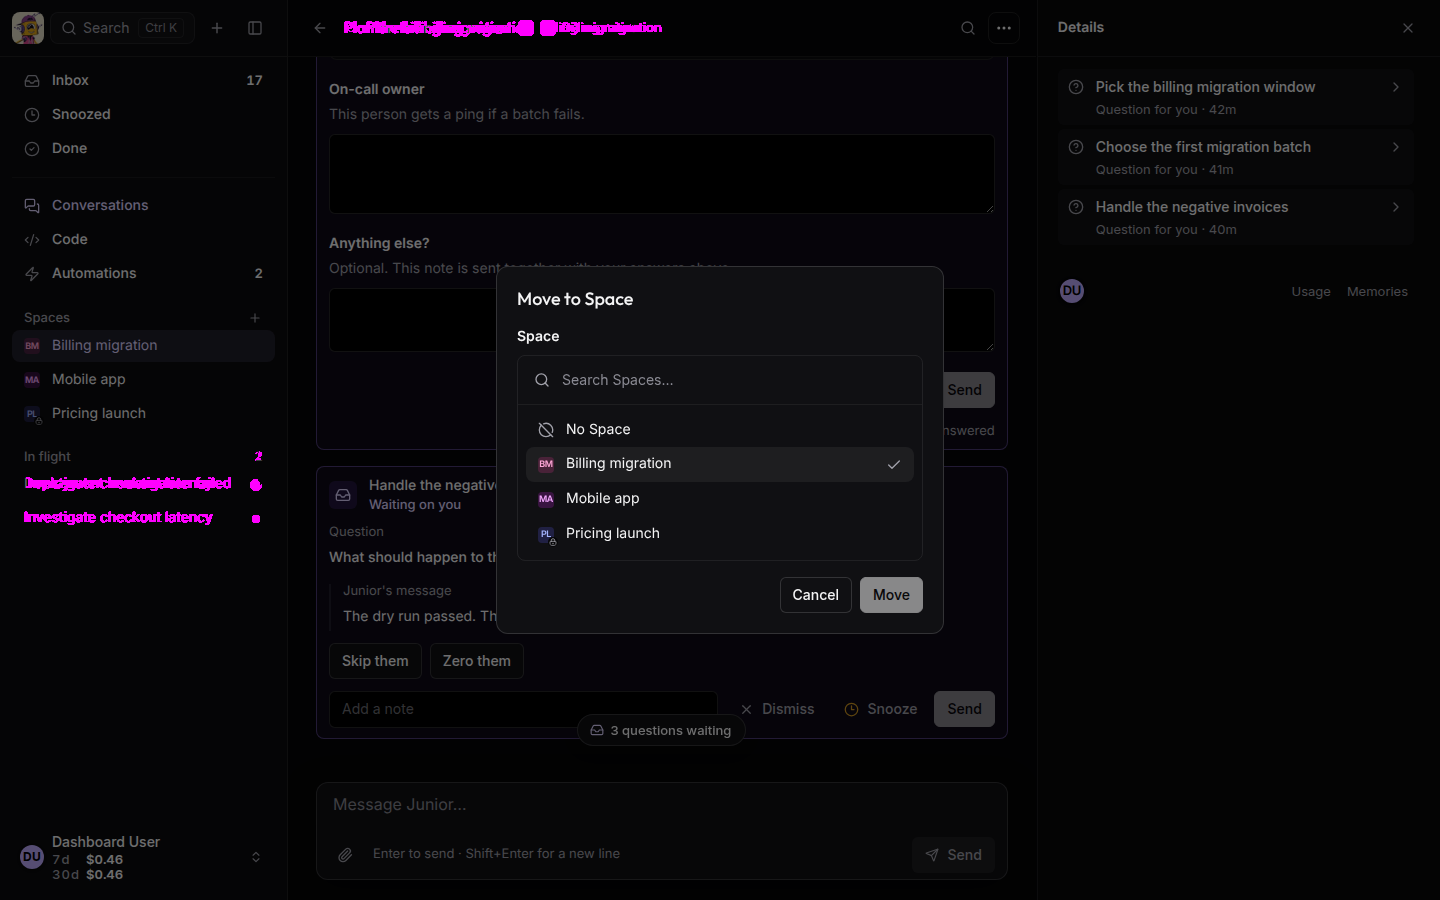 Search Ctrl K
Inbox 17
Snoozed
Done
Conversations
Code
Automations 2
Spaces
BM Billing migration
MA Mobile app
PL Pricing launch
In flight
Investigate checkout latency
DU Dashboard User
7d $0.46
30d $0.46
On-call owner
This person gets a ping if a batch fails.
Anything else?
Optional. This note is sent together with your answers above.
Send
nswered
Handle the negative
Waiting on you
Question
What should happen to th
Junior's message
The dry run passed. Th
Skip them Zero them
Add a note
Dismiss Snooze Send
3 questions waiting
Message Junior...
Enter to send · Shift+Enter for a new line
Send
Move to Space
Space
Search Spaces...
No Space
BM Billing migration
MA Mobile app
PL Pricing launch
Cancel Move
Details
Pick the billing migration window
Question for you · 42m
Choose the first migration batch
Question for you · 41m
Handle the negative invoices
Question for you · 40m
DU Usage Memories